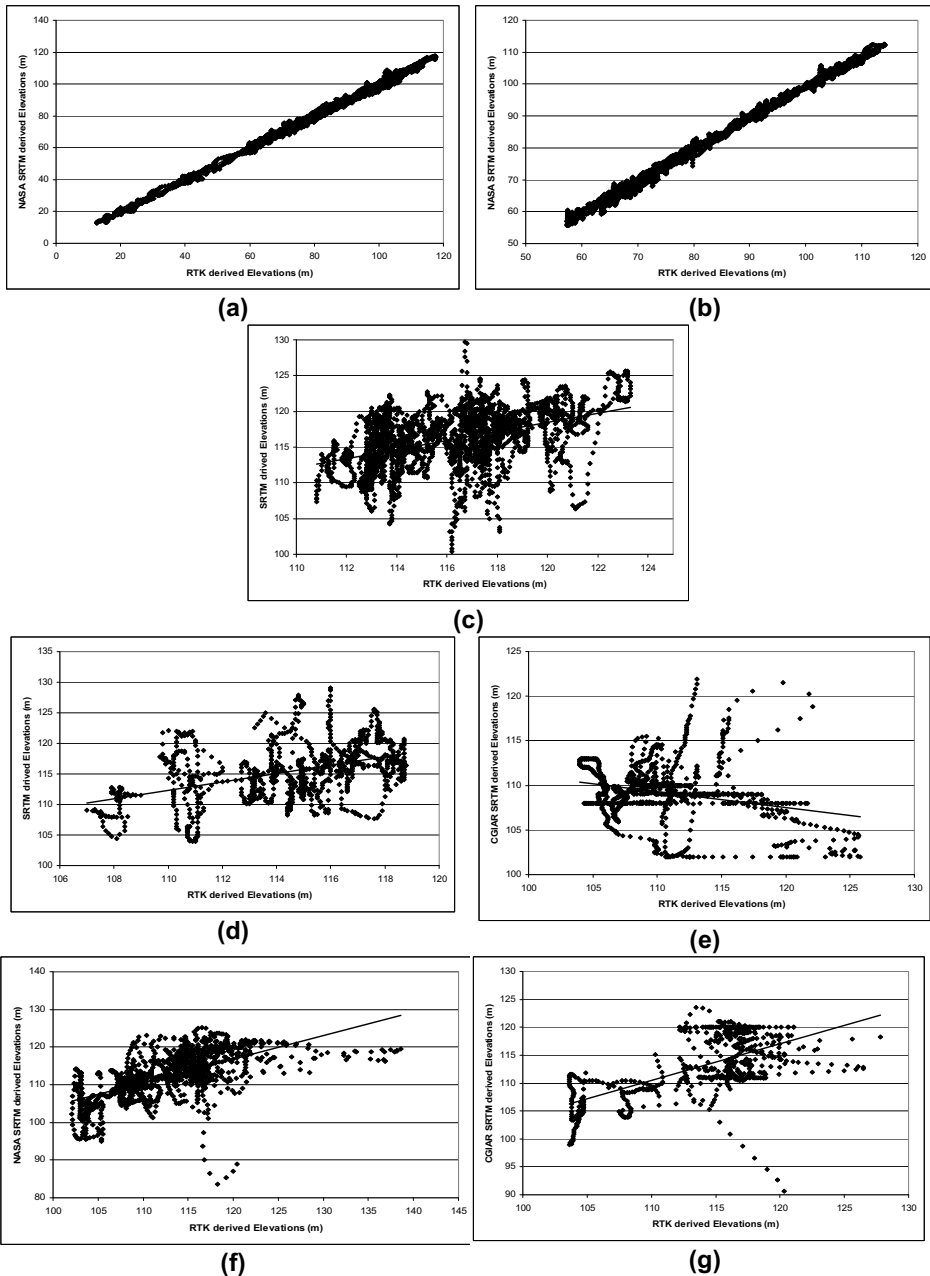 140
120
100
80
60
40
20
0
0 20 40 60 80 100 120
NASA SRTM derived Elevations (m)
RTK derived Elevations (m)
(a)
120
110
100
90
80
70
60
50
50 60 70 80 90 100 110 120
NASA SRTM derived Elevations (m)
RTK derived Elevations (m)
(b)
130
125
120
115
110
105
100
110 112 114 116 118 120 122 124
SRTM drived Elevations (m)
RTK derived Elevations (m)
(c)
135
130
125
120
115
110
105
100
106 108 110 112 114 116 118 120
SRTM drived Elevations (m)
RTK derived Elevations (m)
(d)
125
120
115
110
105
100
100 105 110 115 120 125 130
CGIAR SRTM derived Elevations (m)
RTK derived Elevations (m)
(e)
140
130
120
110
100
90
80
100 105 110 115 120 125 130 135 140 145
NASA SRTM derived Elevations (m)
RTK derived Elevations (m)
(f)
130
125
120
115
110
105
100
95
90
100 105 110 115 120 125 130
CGIAR SRTM derived Elevations (m)
RTK derived Elevations (m)
(g)